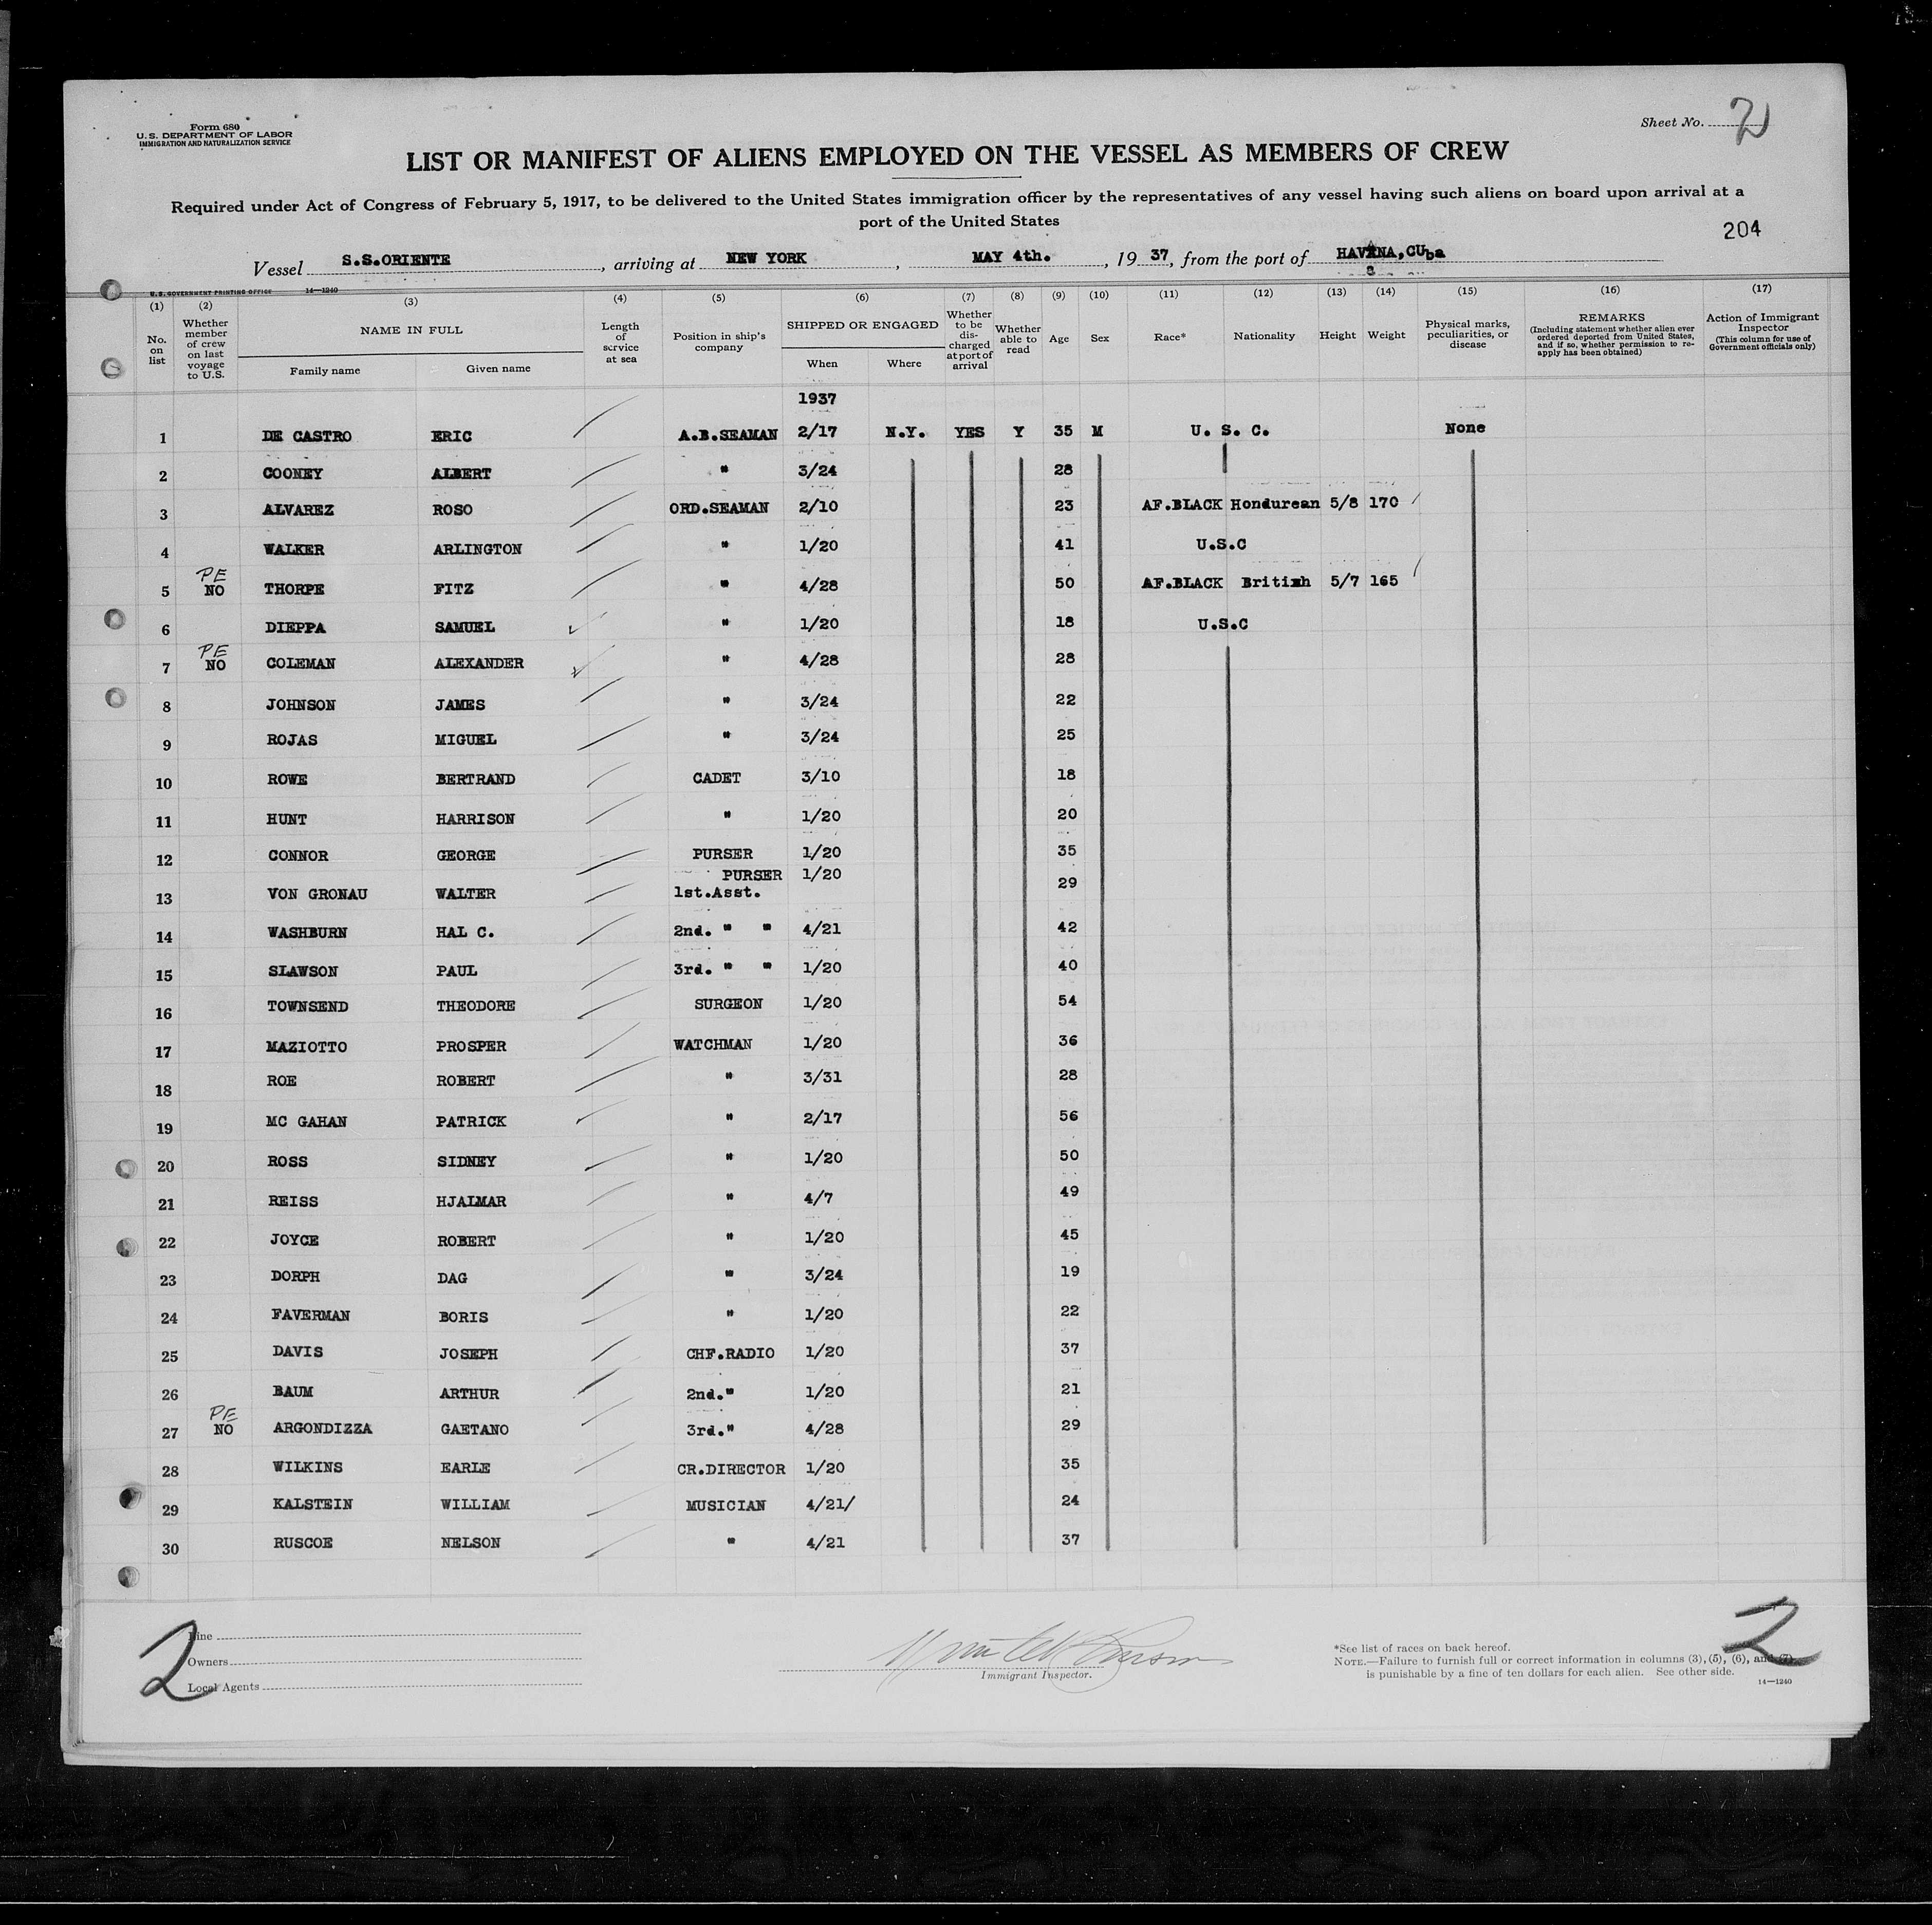 Form 680
U. S. DEPARTMENT OF LABOR
IMMIGRATION AND NATURALIZATION SERVICE
Sheet No. 2
LIST OR MANIFEST OF ALIENS EMPLOYED ON THE VESSEL AS MEMBERS OF CREW
Required under Act of Congress of February 5, 1917, to be delivered to the United States immigration officer by the representatives of any vessel having such aliens on board upon arrival at a
port of the United States
204
Vessel S.S.ORIENTE, arriving at NEW YORK, MAY 4th., 19 37, from the port of HAVANA,CUba
U.S. GOVERNMENT PRINTING OFFICE 14—1240
(1) (2) (3) (4) (5) (6) (7) (8) (9) (10) (11) (12) (13) (14) (15) (16) (17)
No. on list
Whether member of crew on last voyage to U.S.
NAME IN FULL
Family name Given name
Length of service at sea
Position in ship's company
SHIPPED OR ENGAGED
When Where
Whether to be discharged at port of arrival
Whether able to read
Age
Sex
Race*
Nationality
Height
Weight
Physical marks, peculiarities, or disease
REMARKS
(Including statement whether alien ever ordered deported from United States, and if so, whether permission to re-apply has been obtained)
Action of Immigrant Inspector
(This column for use of Government officials only)
1937
1 DE CASTRO ERIC A.B.SEAMAN 2/17 N.Y. YES Y 35 M U. S. C. None
2 COONEY ALBERT " 3/24 28
3 ALVAREZ ROSO ORD.SEAMAN 2/10 23 AF.BLACK Hondurean 5/8 170
4 WALKER ARLINGTON " 1/20 41 U.S.C
5 PE NO THORPE FITZ " 4/28 50 AF.BLACK British 5/7 165
6 DIEPPA SAMUEL " 1/20 18 U.S.C
7 PE NO COLEMAN ALEXANDER " 4/28 28
8 JOHNSON JAMES " 3/24 22
9 ROJAS MIGUEL " 3/24 25
10 ROWE BERTRAND CADET 3/10 18
11 HUNT HARRISON " 1/20 20
12 CONNOR GEORGE PURSER 1/20 35
13 VON GRONAU WALTER 1st.Asst. PURSER 1/20 29
14 WASHBURN HAL C. 2nd. " " 4/21 42
15 SLAWSON PAUL 3rd. " " 1/20 40
16 TOWNSEND THEODORE SURGEON 1/20 54
17 MAZIOTTO PROSPER WATCHMAN 1/20 36
18 ROE ROBERT " 3/31 28
19 MC GAHAN PATRICK " 2/17 56
20 ROSS SIDNEY " 1/20 50
21 REISS HJALMAR " 4/7 49
22 JOYCE ROBERT " 1/20 45
23 DORPH DAG " 3/24 19
24 FAVERMAN BORIS " 1/20 22
25 DAVIS JOSEPH CHF.RADIO 1/20 37
26 BAUM ARTHUR 2nd." 1/20 21
27 PE NO ARGONDIZZA GAETANO 3rd." 4/28 29
28 WILKINS EARLE CR.DIRECTOR 1/20 35
29 KALSTEIN WILLIAM MUSICIAN 4/21/ 24
30 RUSCOE NELSON " 4/21 37
2
Line
Owners
Local Agents
Immigrant Inspector.
*See list of races on back hereof.
NOTE.—Failure to furnish full or correct information in columns (3), (5), (6), and (7)
is punishable by a fine of ten dollars for each alien. See other side.
14—1240
2